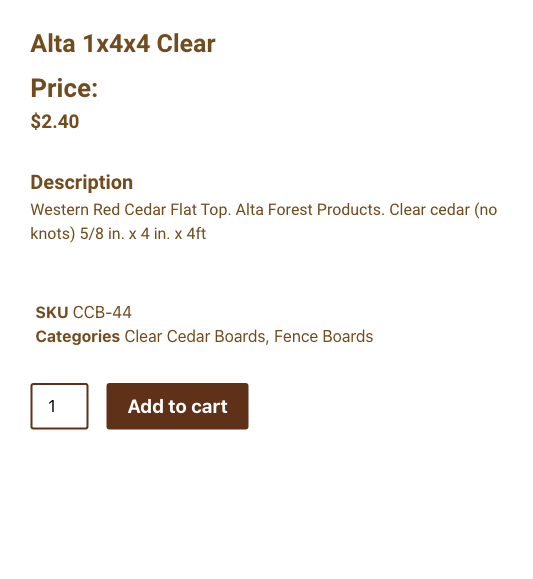 Alta 1x4x4 Clear
Price:
$2.40
Description
Western Red Cedar Flat Top. Alta Forest Products. Clear cedar (no
knots) 5/8 in. x 4 in. x 4ft
SKU CCB-44
Categories Clear Cedar Boards, Fence Boards
1 Add to cart